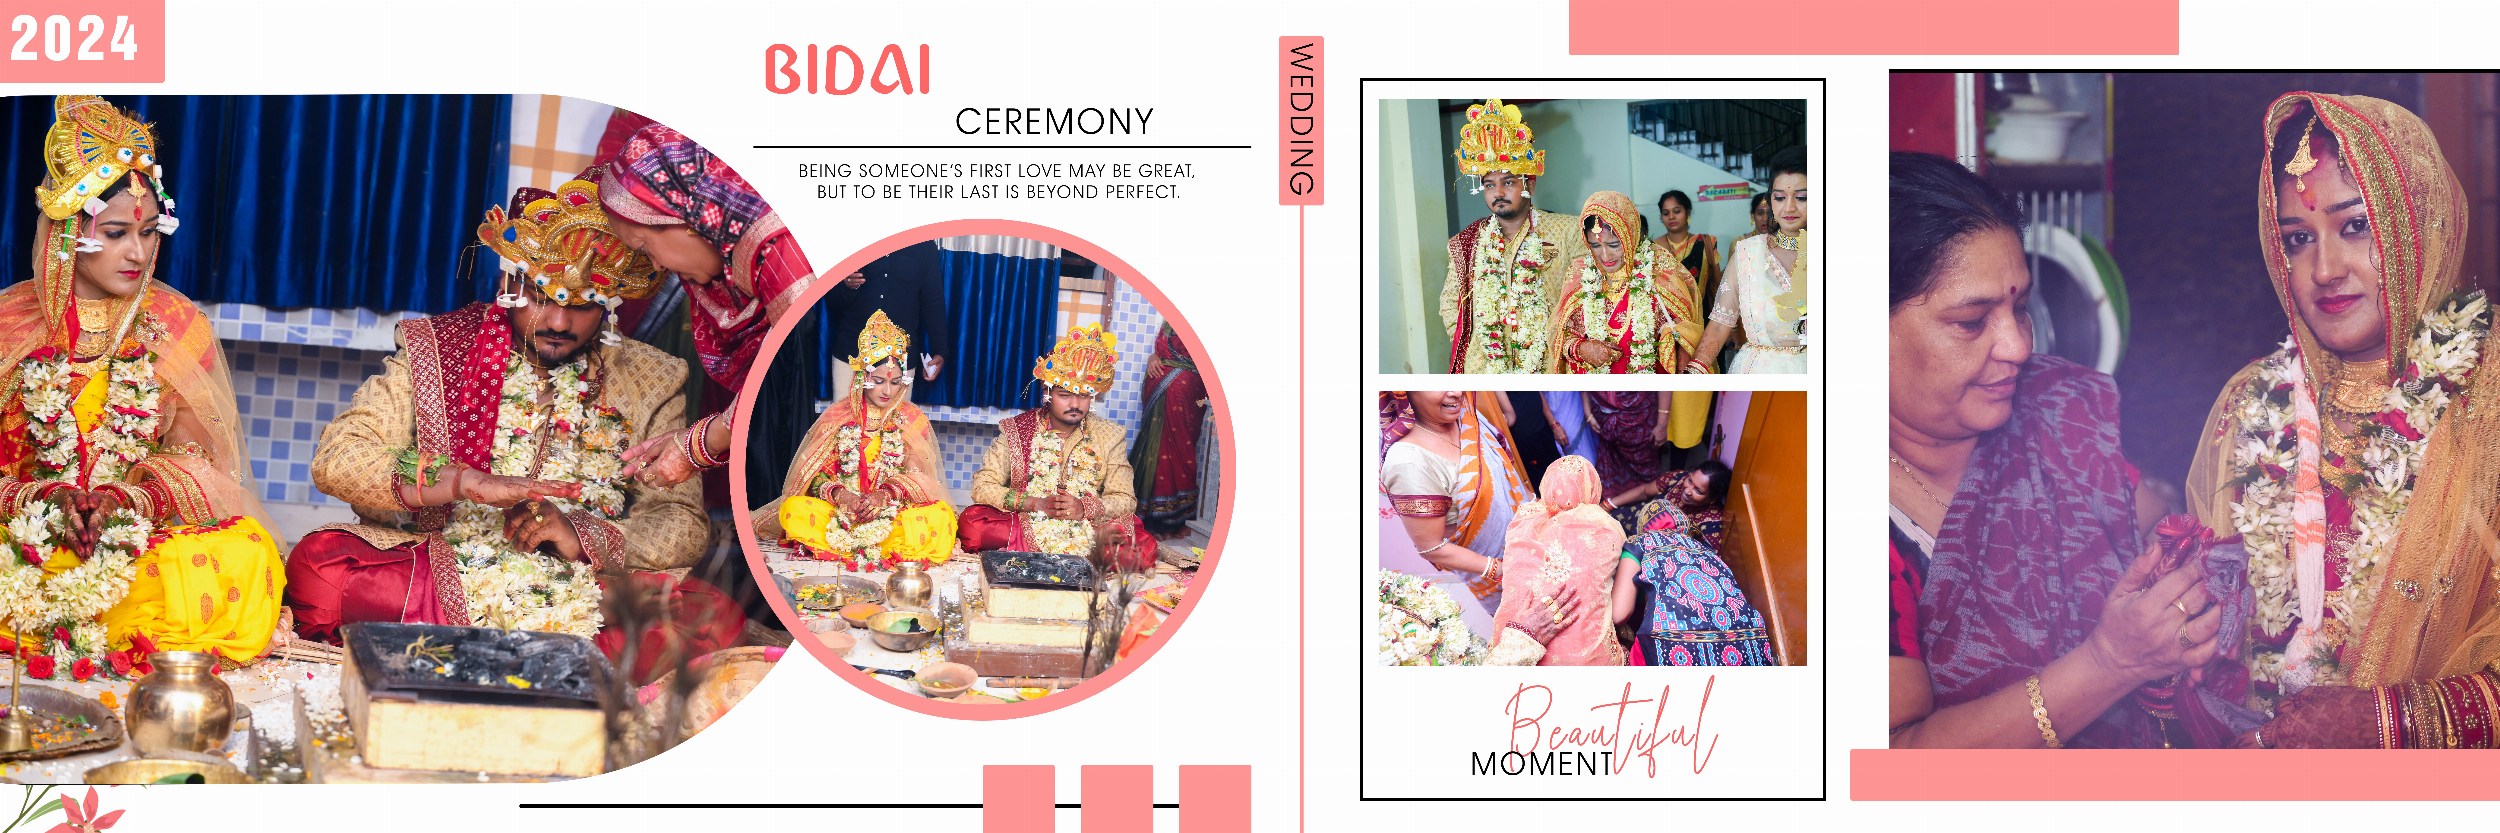 2024
BIDAI
CEREMONY
BEING SOMEONE'S FIRST LOVE MAY BE GREAT,
BUT TO BE THEIR LAST IS BEYOND PERFECT.
WEDDING
Beautiful
MOMENT